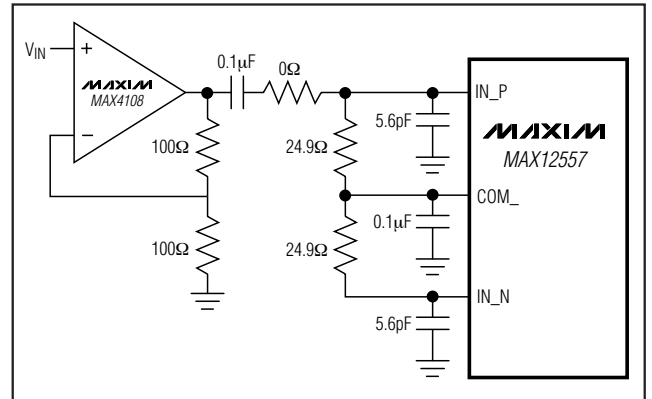 VIN
+
−
MAXIM
MAX4108
0.1μF
0Ω
100Ω
100Ω
24.9Ω
24.9Ω
5.6pF
0.1μF
5.6pF
IN_P
MAXIM
MAX12557
COM_
IN_N